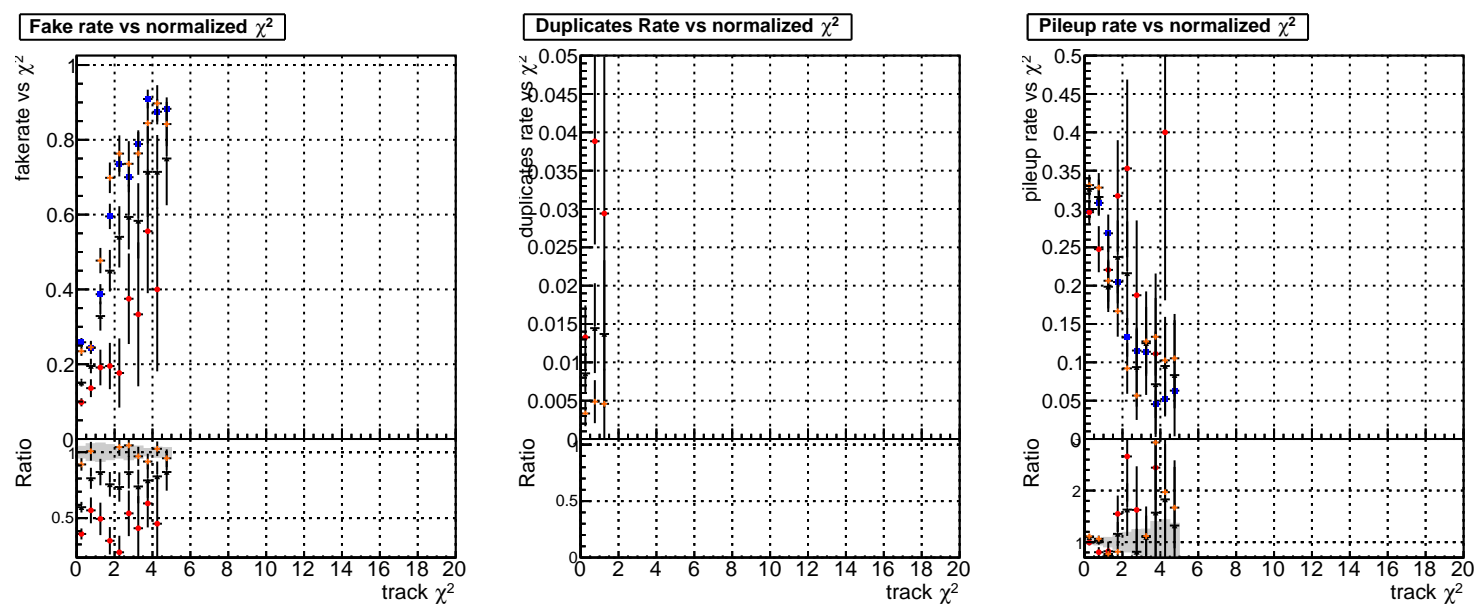 Fake rate vs normalized χ²
fakerate vs χ²
1
0.8
0.6
0.4
0.2
0
Ratio
1
0.5
0 2 4 6 8 10 12 14 16 18 20
track χ²
Duplicates Rate vs normalized χ²
duplicates rate vs χ²
0.05
0.045
0.04
0.035
0.03
0.025
0.02
0.015
0.01
0.005
0
Ratio
1
0.5
0
0 2 4 6 8 10 12 14 16 18 20
track χ²
Pileup rate vs normalized χ²
pileup rate vs χ²
0.5
0.45
0.4
0.35
0.3
0.25
0.2
0.15
0.1
0.05
0
Ratio
2
1
0 2 4 6 8 10 12 14 16 18 20
track χ²